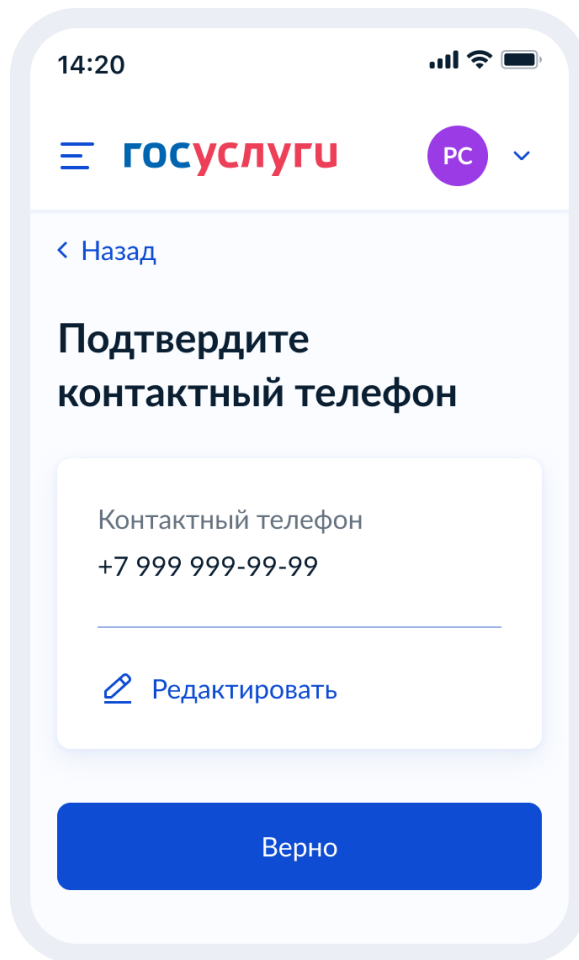 14:20
госуслуги
РС
Назад
Подтвердите
контактный телефон
Контактный телефон
+7 999 999-99-99
Редактировать
Верно